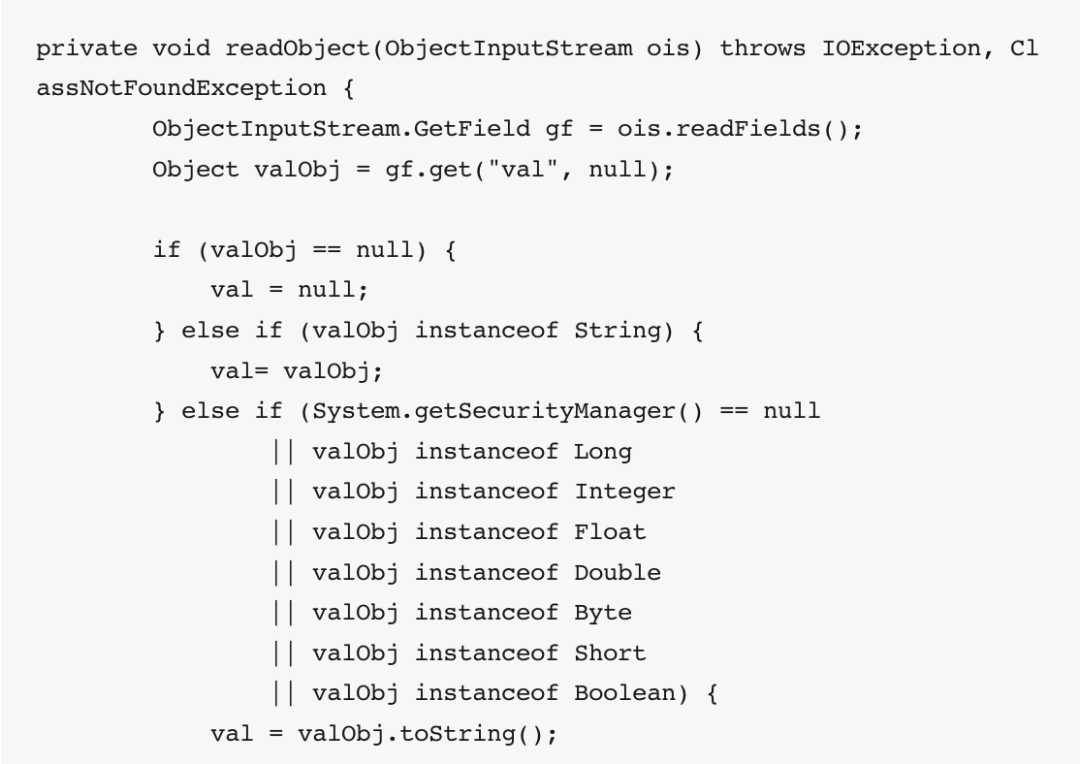 private void readObject(ObjectInputStream ois) throws IOException, Cl
assNotFoundException {
        ObjectInputStream.GetField gf = ois.readFields();
        Object valObj = gf.get("val", null);

        if (valObj == null) {
            val = null;
        } else if (valObj instanceof String) {
            val= valObj;
        } else if (System.getSecurityManager() == null
                || valObj instanceof Long
                || valObj instanceof Integer
                || valObj instanceof Float
                || valObj instanceof Double
                || valObj instanceof Byte
                || valObj instanceof Short
                || valObj instanceof Boolean) {
            val = valObj.toString();